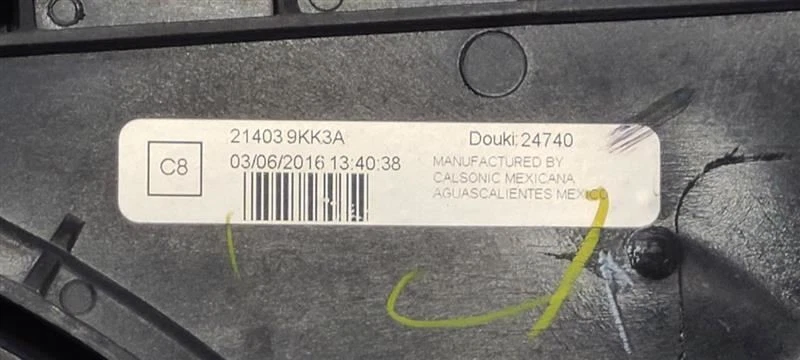 21403 9KK3A
Douki:24740
C8
03/06/2016 13:40:38
MANUFACTURED BY
CALSONIC MEXICANA
AGUASCALIENTES MEXICO